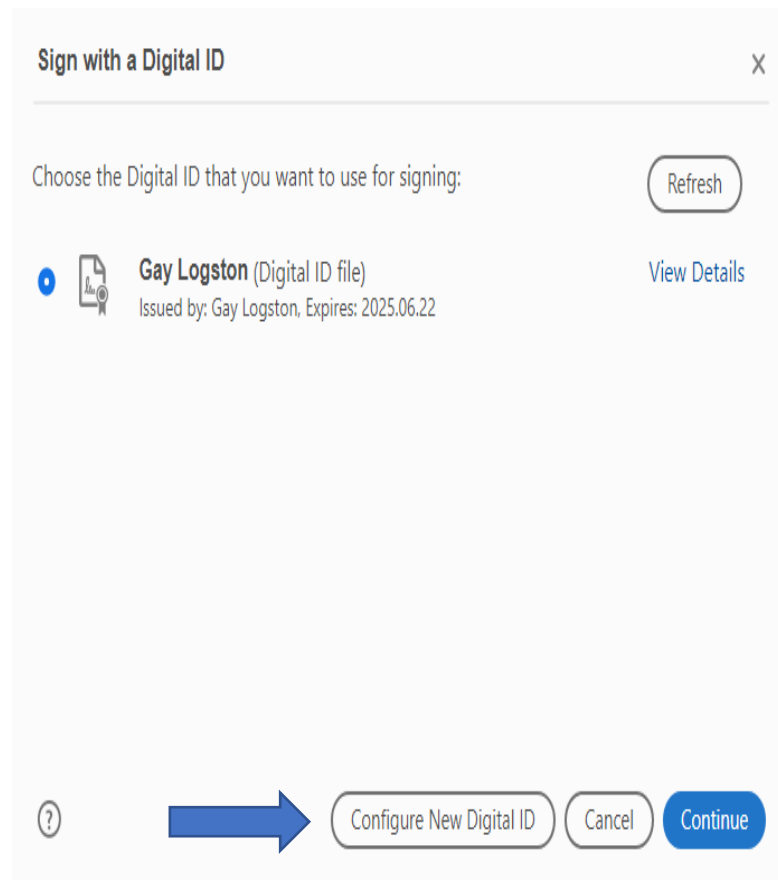 Sign with a Digital ID
X
Choose the Digital ID that you want to use for signing:
Refresh
Gay Logston (Digital ID file)
View Details
Issued by: Gay Logston, Expires: 2025.06.22
?
Configure New Digital ID
Cancel
Continue